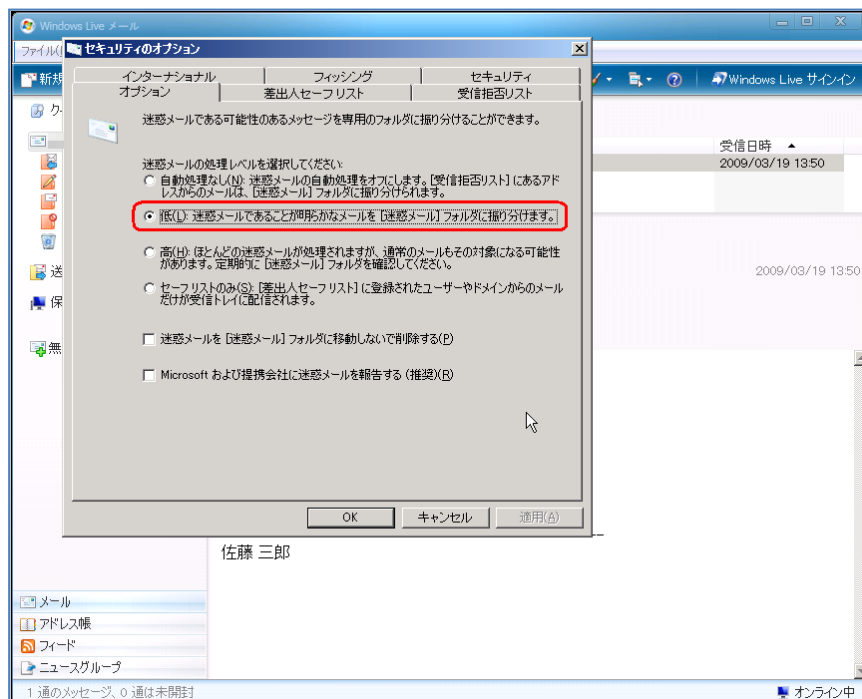 Windows Live メール
ファイル(
セキュリティのオプション
新規
Windows Live サインイン
インターナショナル
フィッシング
セキュリティ
オプション
差出人セーフ リスト
受信拒否リスト
迷惑メールである可能性のあるメッセージを専用のフォルダに振り分けることができます。
受信日時
2009/03/19 13:50
迷惑メールの処理レベルを選択してください:
自動処理なし(N): 迷惑メールの自動処理をオフにします。[受信拒否リスト] にあるアド
レスからのメールは、[迷惑メール] フォルダに振り分けられます。
低(L): 迷惑メールであることが明らかなメールを [迷惑メール] フォルダに振り分けます。
高(H): ほとんどの迷惑メールが処理されますが、通常のメールもその対象になる可能性
があります。定期的に [迷惑メール] フォルダを確認してください。
2009/03/19 13:50
送
セーフ リストのみ(S): [差出人セーフ リスト] に登録されたユーザーやドメインからのメール
だけが受信トレイに配信されます。
保
迷惑メールを [迷惑メール] フォルダに移動しないで削除する(P)
無
Microsoft および提携会社に迷惑メールを報告する (推奨)(R)
OK
キャンセル
適用(A)
佐藤 三郎
メール
アドレス帳
フィード
ニュースグループ
1 通のメッセージ、0 通は未開封
オンライン中